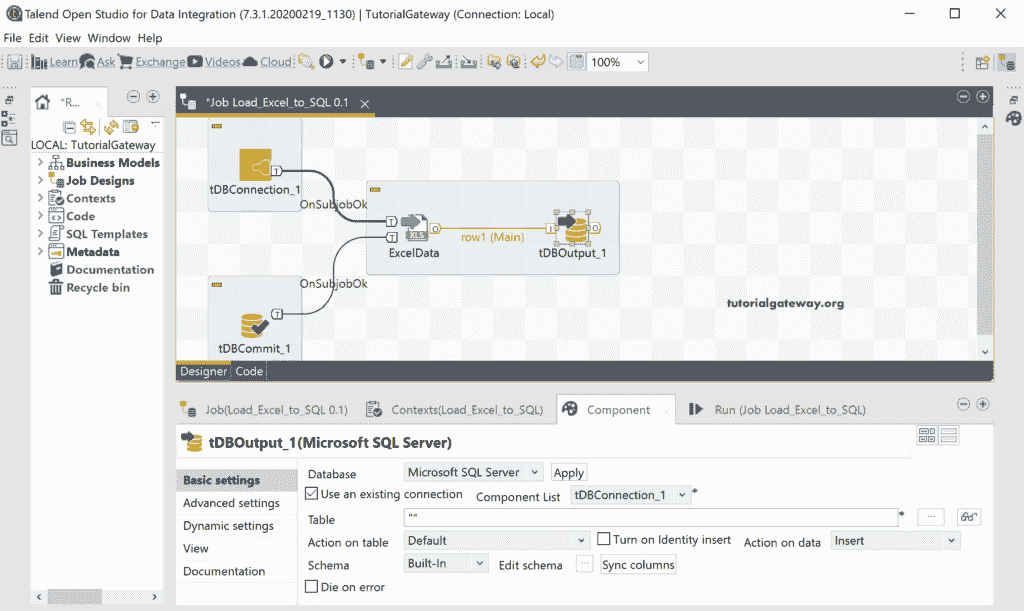 Talend Open Studio for Data Integration (7.3.1.20200219_1130) | TutorialGateway (Connection: Local)
File Edit View Window Help
Learn Ask Exchange Videos Cloud 100%
*R...
LOCAL: TutorialGateway
Business Models
Job Designs
Contexts
Code
SQL Templates
Metadata
Documentation
Recycle bin
*Job Load_Excel_to_SQL 0.1
tDBConnection_1
OnSubjobOk
row1 (Main)
ExcelData
tDBOutput_1
OnSubjobOk
tDBCommit_1
tutorialgateway.org
Designer Code
Job(Load_Excel_to_SQL 0.1) Contexts(Load_Excel_to_SQL) Component Run (Job Load_Excel_to_SQL)
tDBOutput_1(Microsoft SQL Server)
Basic settings
Advanced settings
Dynamic settings
View
Documentation
Database Microsoft SQL Server Apply
Use an existing connection Component List tDBConnection_1 *
Table "" * ...
Action on table Default Turn on Identity insert Action on data Insert
Schema Built-In Edit schema ... Sync columns
Die on error